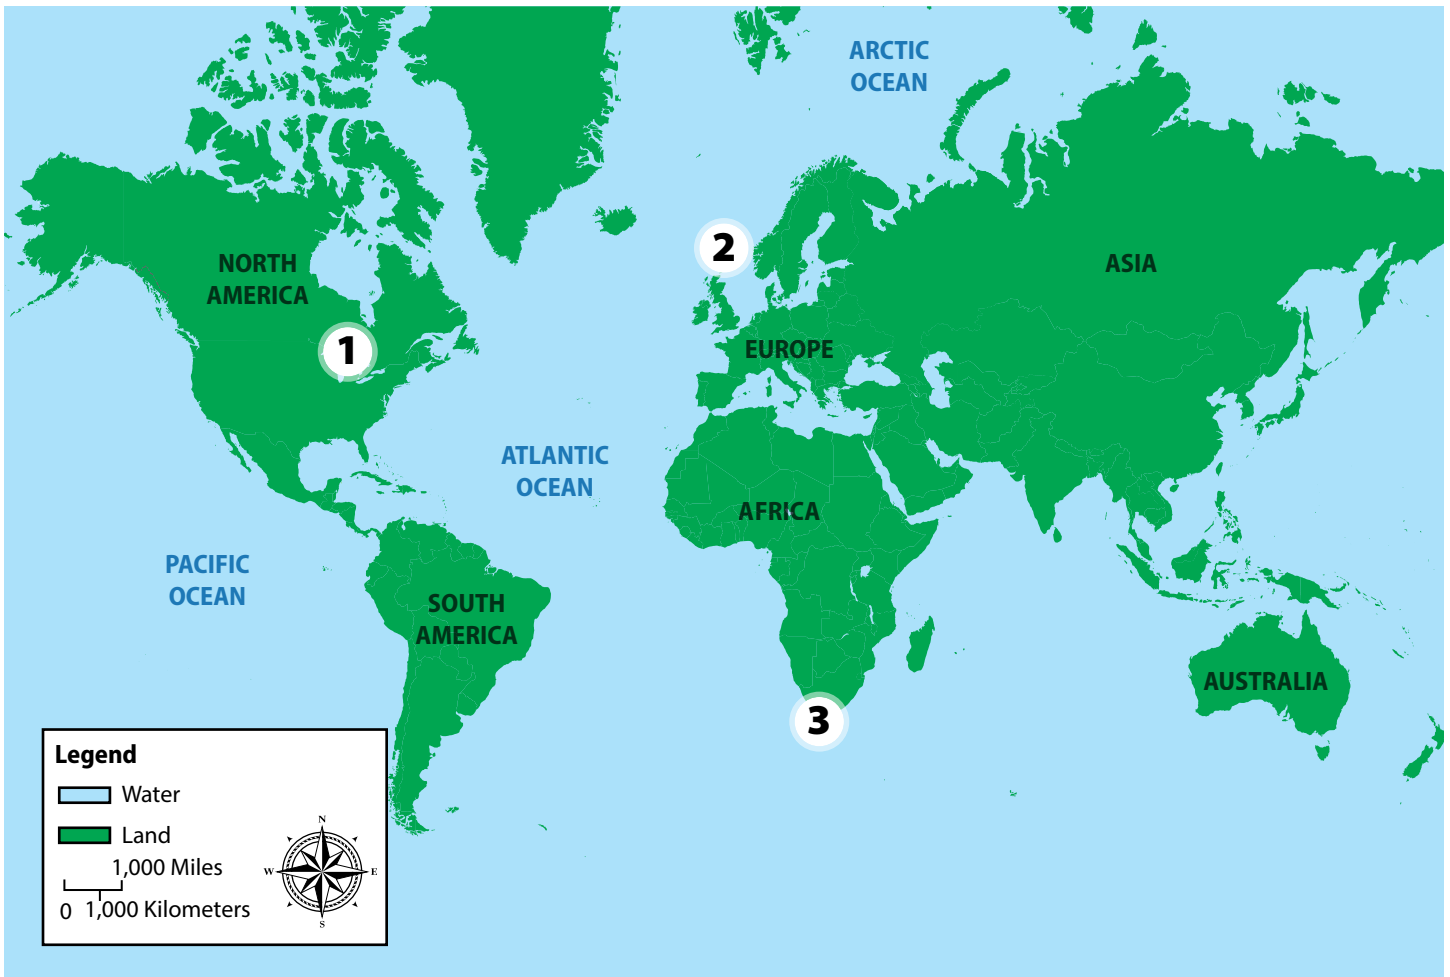 ARCTIC
OCEAN
2
NORTH
AMERICA
ASIA
1
EUROPE
ATLANTIC
OCEAN
AFRICA
PACIFIC
OCEAN
SOUTH
AMERICA
AUSTRALIA
3
Legend
Water
Land
1,000 Miles
0 1,000 Kilometers
N
W E
S